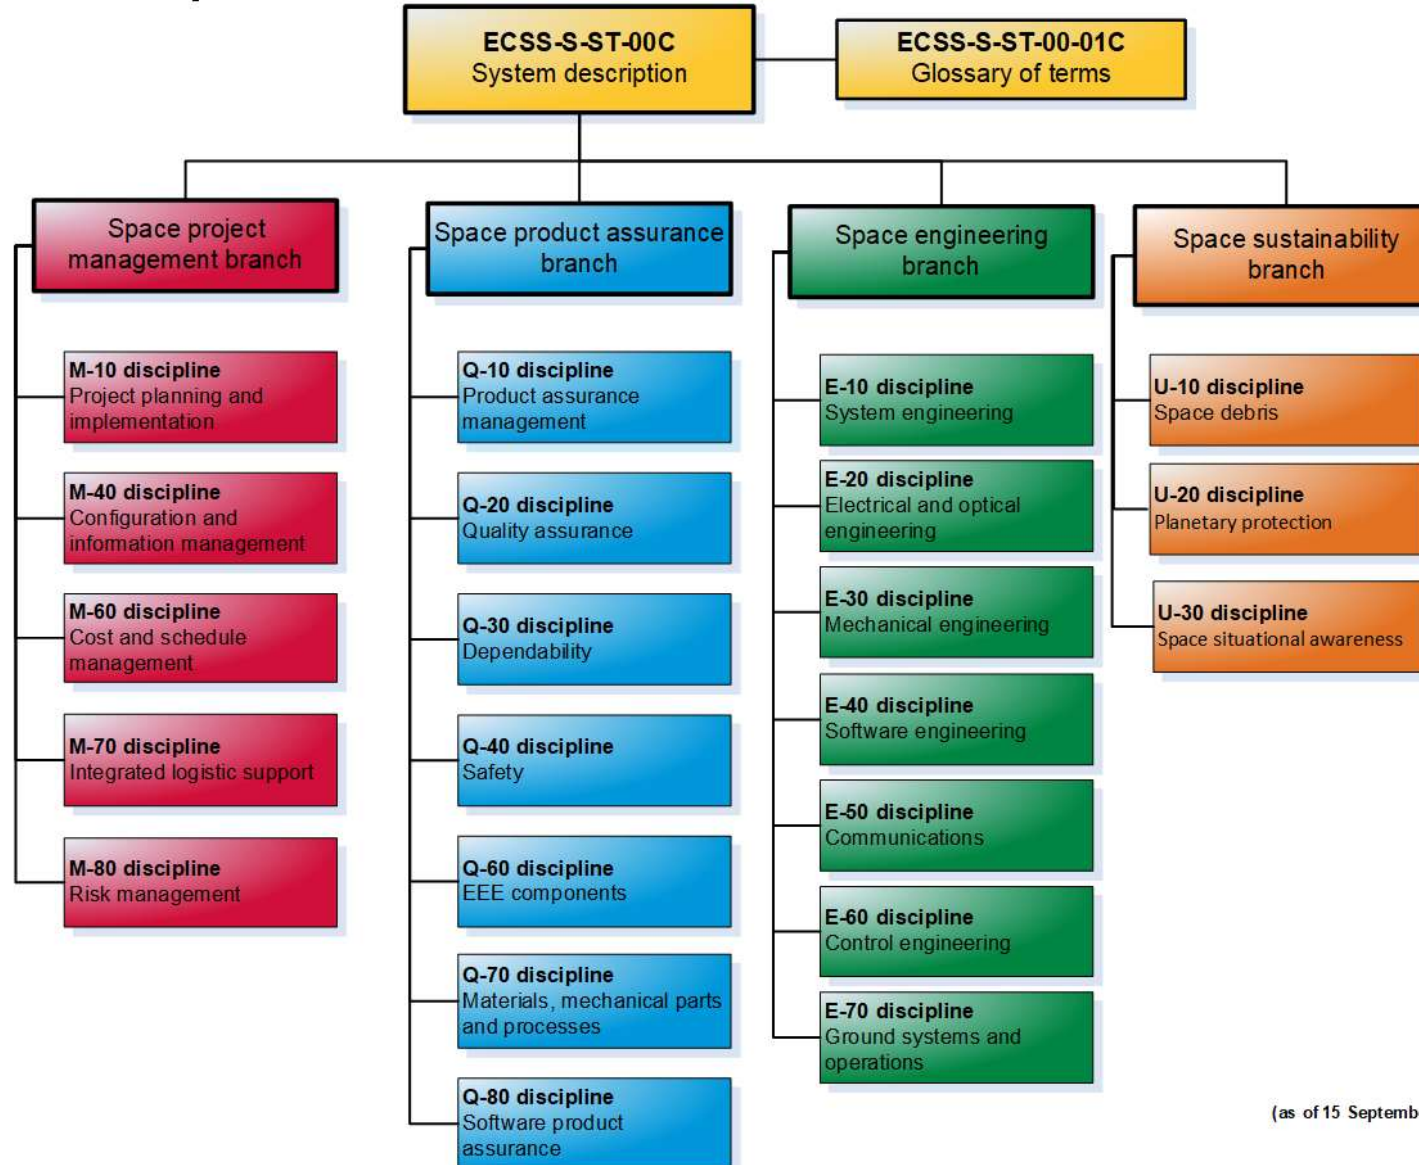 ECSS-S-ST-00C
System description
ECSS-S-ST-00-01C
Glossary of terms
Space project
management branch
M-10 discipline
Project planning and
implementation
M-40 discipline
Configuration and
information management
M-60 discipline
Cost and schedule
management
M-70 discipline
Integrated logistic support
M-80 discipline
Risk management
Space product assurance
branch
Q-10 discipline
Product assurance
management
Q-20 discipline
Quality assurance
Q-30 discipline
Dependability
Q-40 discipline
Safety
Q-60 discipline
EEE components
Q-70 discipline
Materials, mechanical parts
and processes
Q-80 discipline
Software product
assurance
Space engineering
branch
E-10 discipline
System engineering
E-20 discipline
Electrical and optical
engineering
E-30 discipline
Mechanical engineering
E-40 discipline
Software engineering
E-50 discipline
Communications
E-60 discipline
Control engineering
E-70 discipline
Ground systems and
operations
Space sustainability
branch
U-10 discipline
Space debris
U-20 discipline
Planetary protection
U-30 discipline
Space situational awareness
(as of 15 Septemb